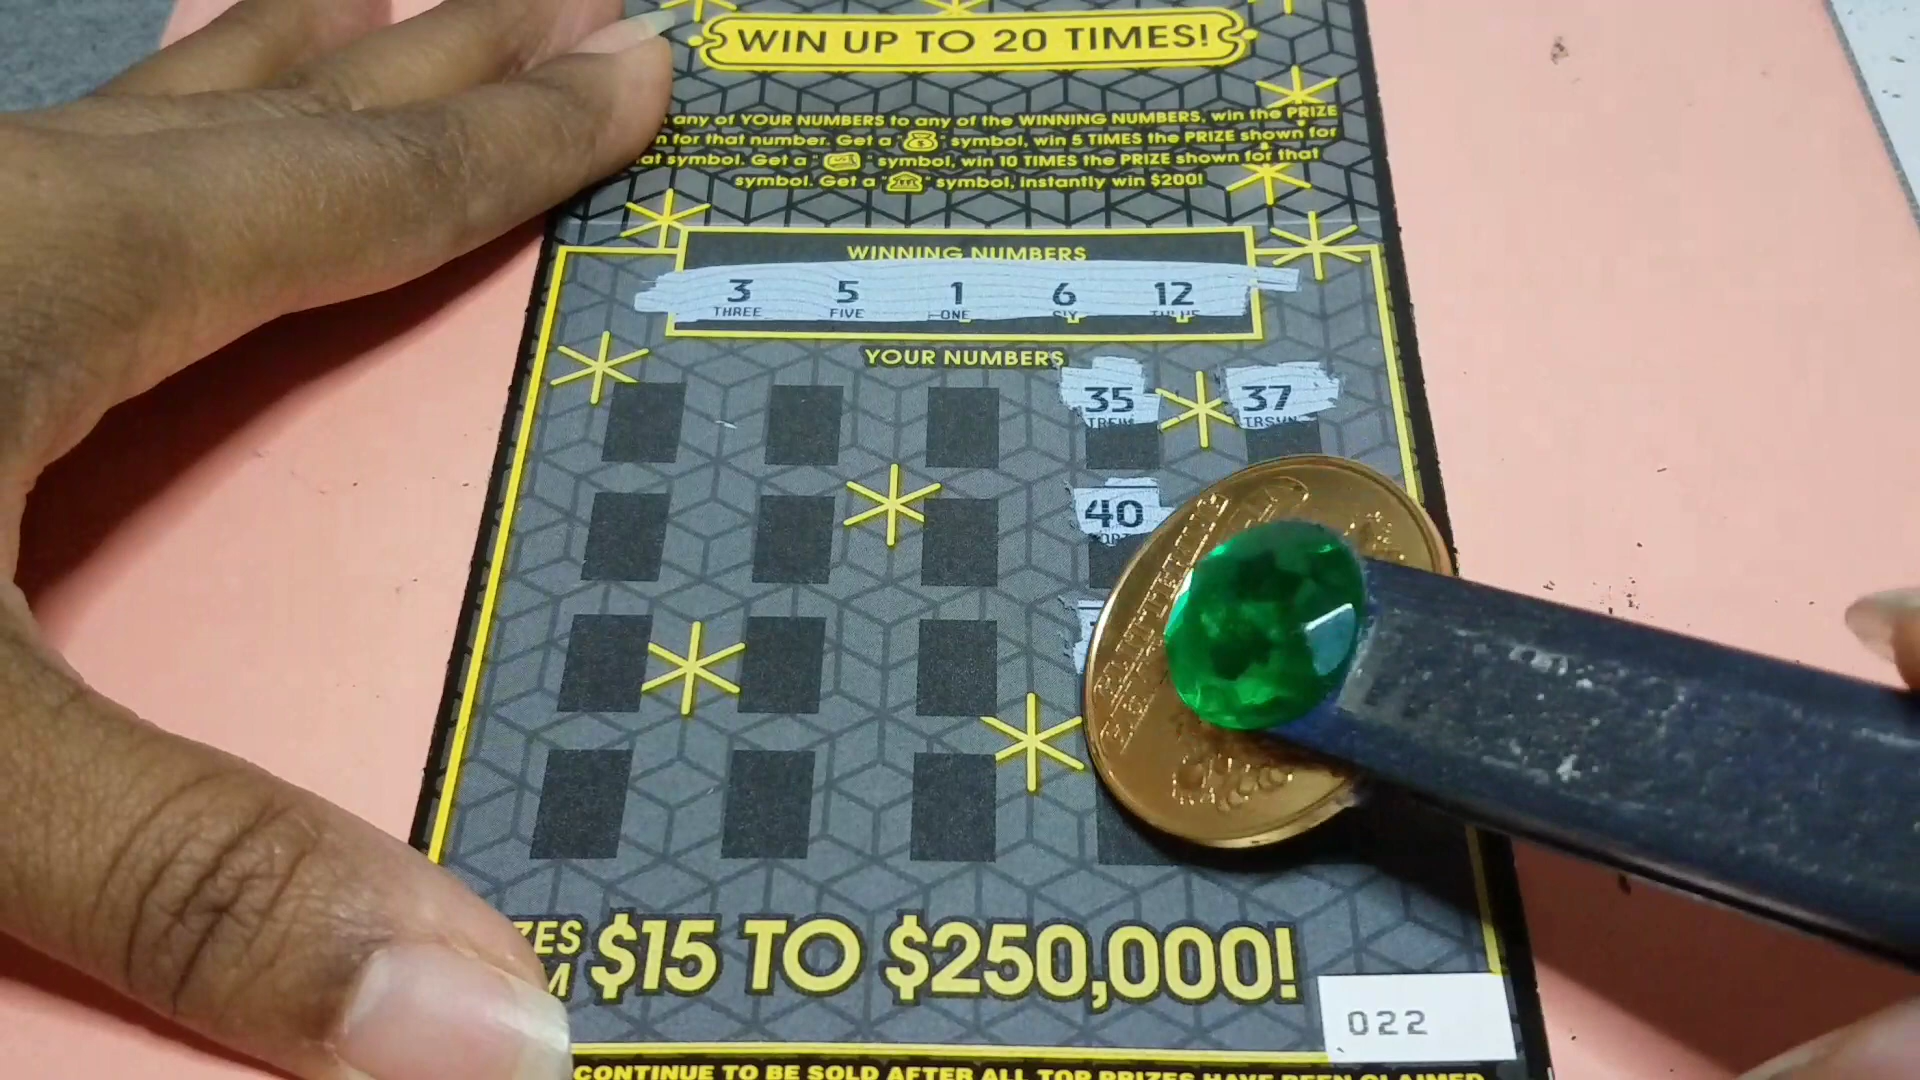 WIN UP TO 20 TIMES!
any of YOUR NUMBERS to any of the WINNING NUMBERS, win the PRIZE
for that number. Get a " " symbol, win 5 TIMES the PRIZE shown for
symbol. Get a " " symbol, win 10 TIMES the PRIZE shown for that
symbol. Get a " " symbol, instantly win $200!
WINNING NUMBERS
3 5 1 6 12
THREE FIVE ONE SIX
YOUR NUMBERS
35 37
TRSVN
40
$15 TO $250,000!
022
CONTINUE TO BE SOLD AFTER ALL TOP PRIZES HAVE BEEN CLAIMED